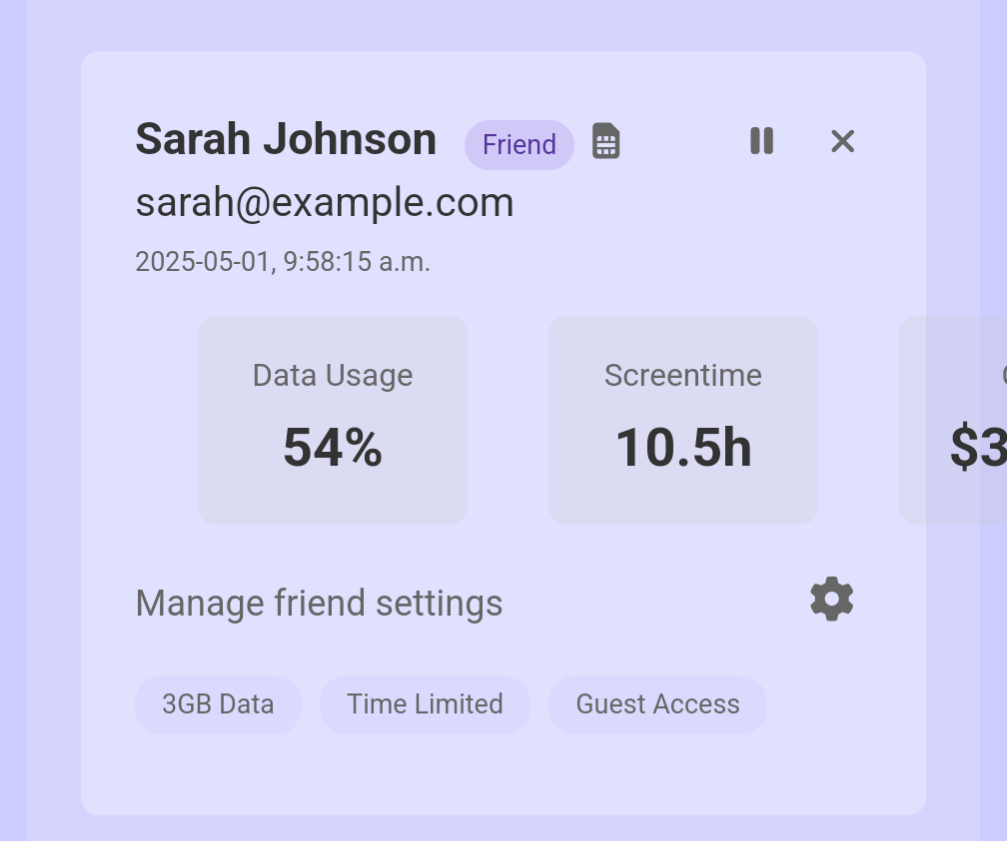 Sarah Johnson Friend
sarah@example.com
2025-05-01, 9:58:15 a.m.
Data Usage Screentime
54% 10.5h $3
Manage friend settings
3GB Data Time Limited Guest Access